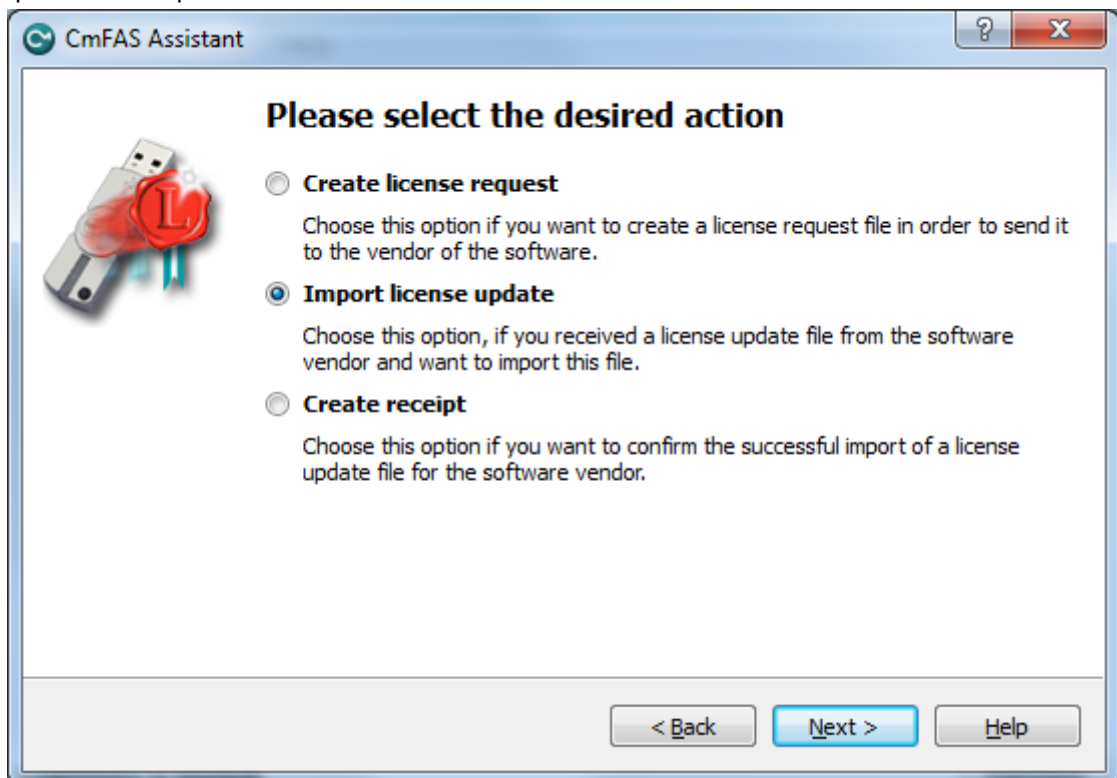 CmFAS Assistant
Please select the desired action
Create license request
Choose this option if you want to create a license request file in order to send it
to the vendor of the software.
Import license update
Choose this option, if you received a license update file from the software
vendor and want to import this file.
Create receipt
Choose this option if you want to confirm the successful import of a license
update file for the software vendor.
L
< Back Next > Help